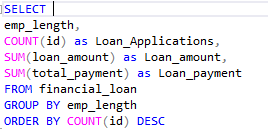 SELECT
emp_length,
COUNT(id) as Loan_Applications,
SUM(loan_amount) as Loan_amount,
SUM(total_payment) as Loan_payment
FROM financial_loan
GROUP BY emp_length
ORDER BY COUNT(id) DESC